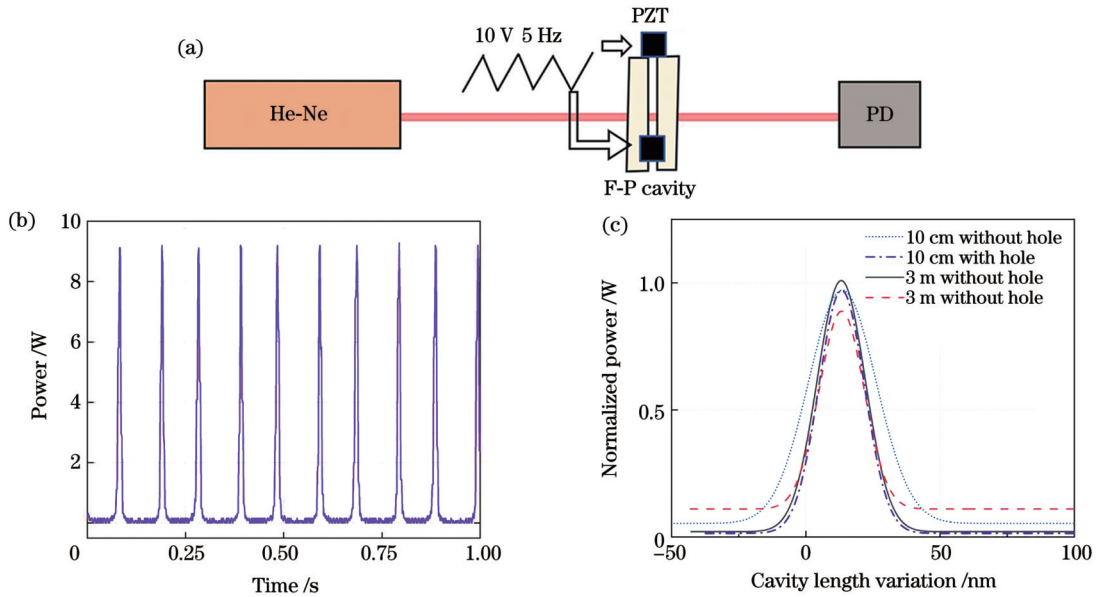 (a)
10 V 5 Hz
PZT
He-Ne
PD
F-P cavity
(b)
10
8
6
4
2
0
0.25
0.50
0.75
1.00
Power /W
Time /s
(c)
10 cm without hole
10 cm with hole
3 m without hole
3 m without hole
1.0
0.5
0
−50
0
50
100
Normalized power /W
Cavity length variation /nm